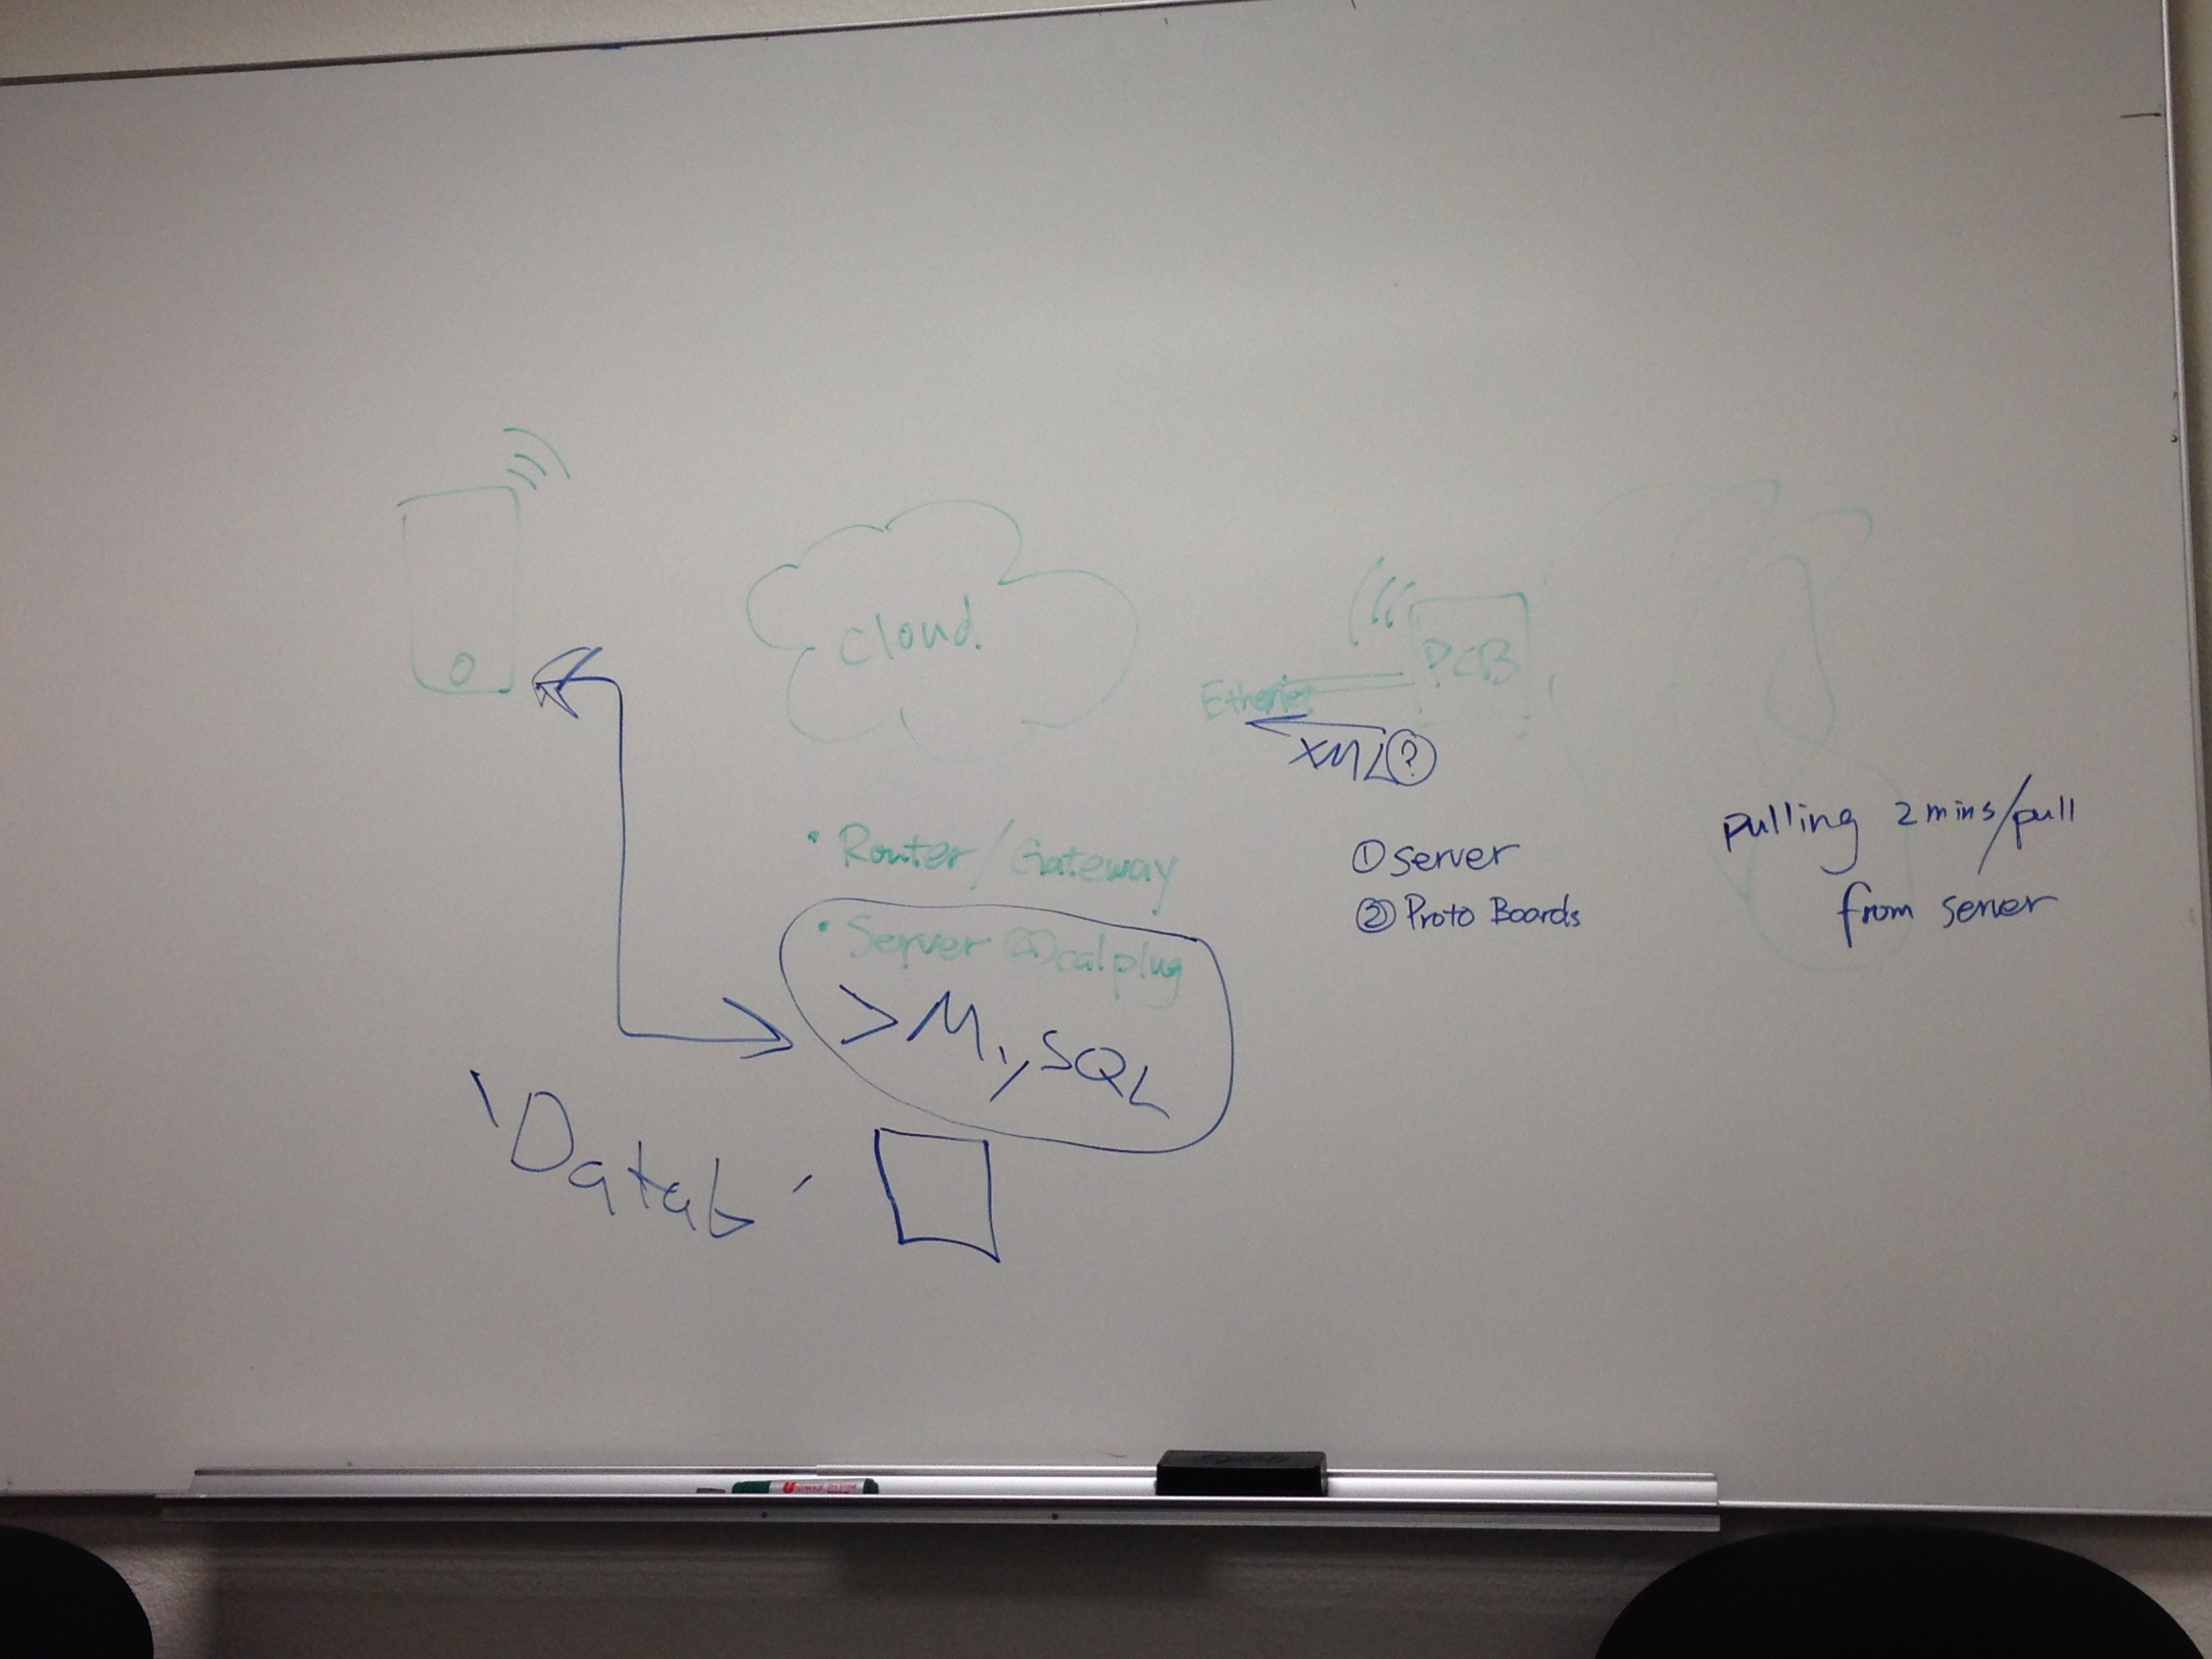 cloud.
PCB
Ethernet
XML?
• Router/Gateway
① Server
② Proto Boards
pulling 2 mins/pull
from server
• Server @calplug
> MySQL
Datab